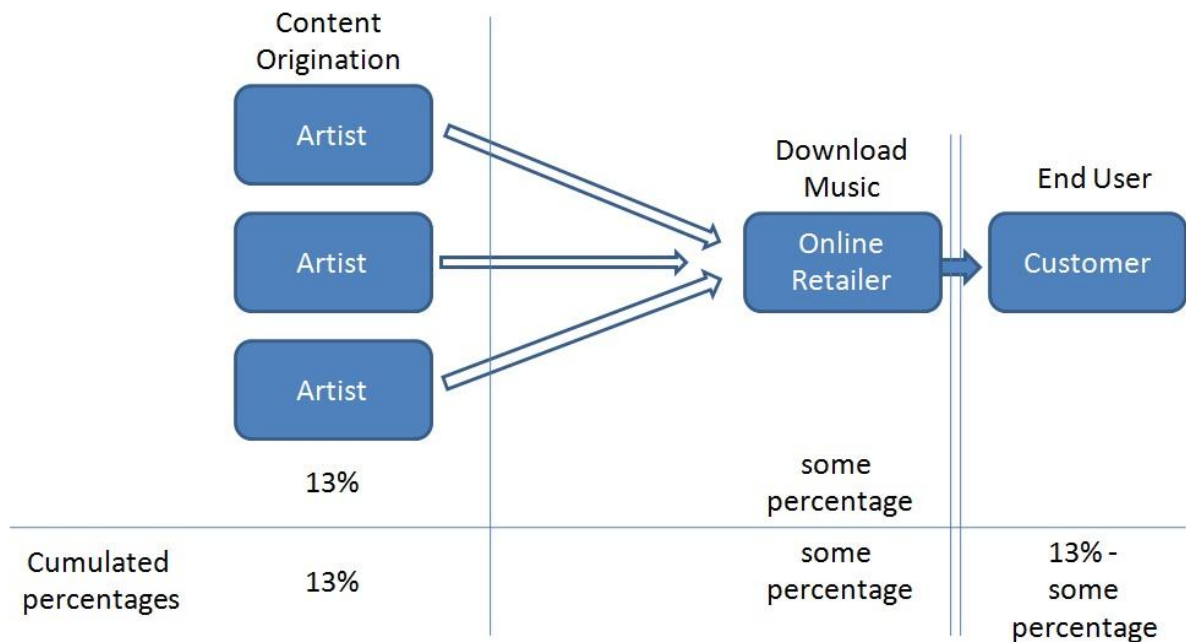 Content
Origination
Artist
Artist
Artist
13%
Download
Music
Online
Retailer
some
percentage
End User
Customer
Cumulated
percentages
13%
some
percentage
13% -
some
percentage